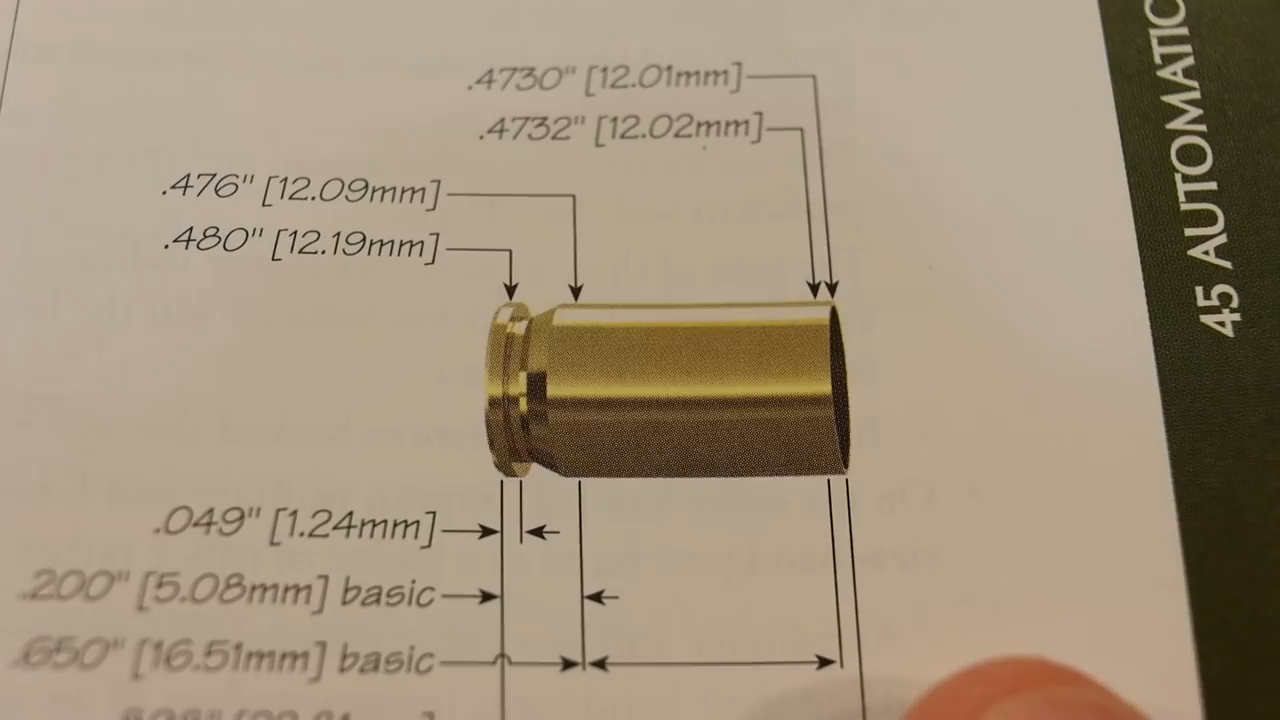 .4730" [12.01mm]
.4732" [12.02mm]
.476" [12.09mm]
.480" [12.19mm]
.049" [1.24mm]
.200" [5.08mm] basic
.650" [16.51mm] basic
45 AUTOMATIC